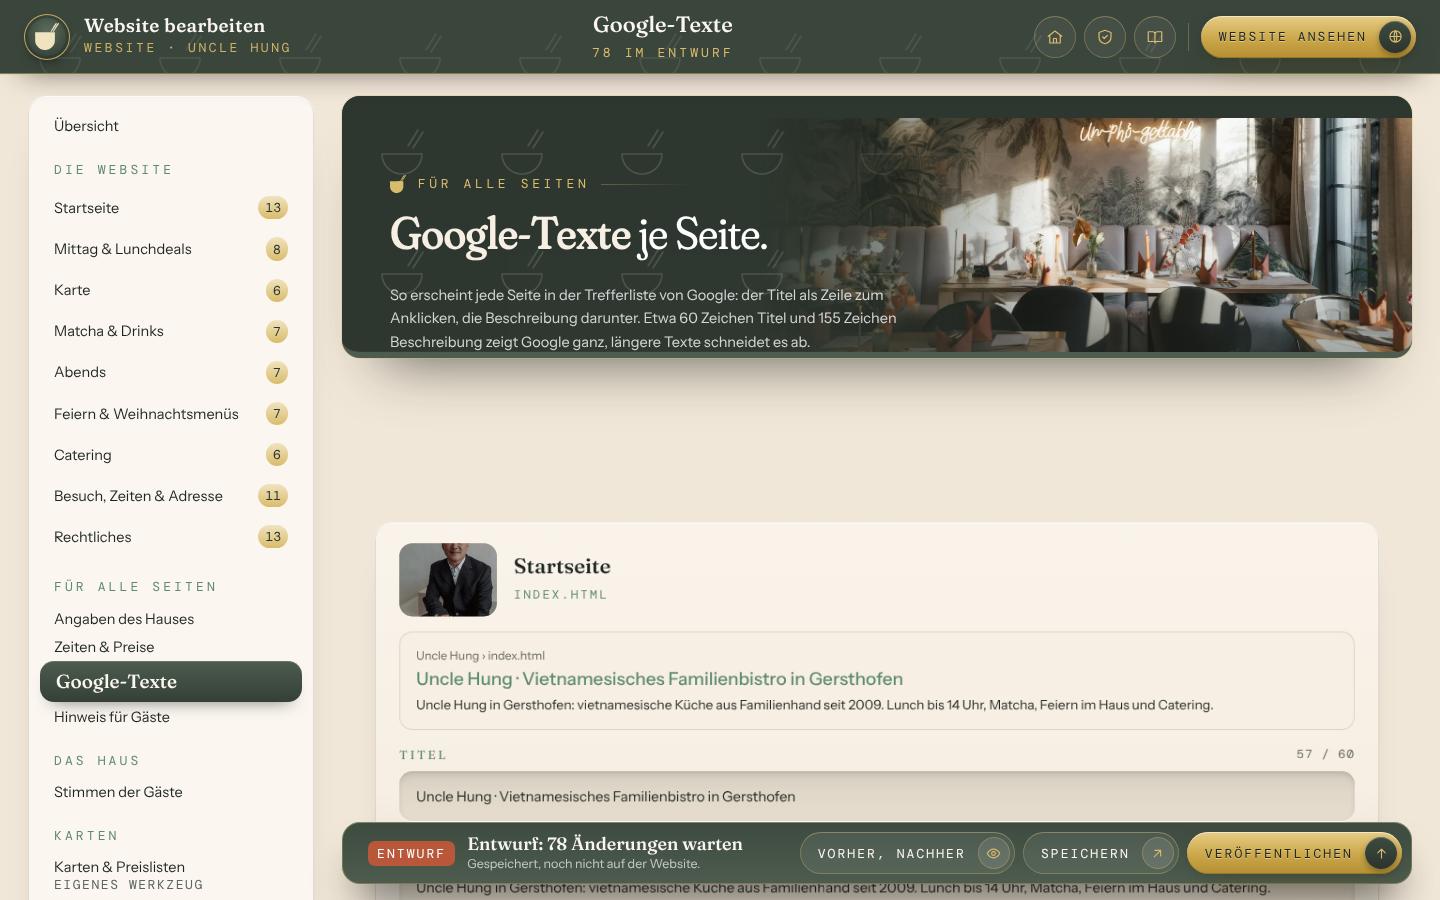 Website bearbeiten
WEBSITE · UNCLE HUNG
Google-Texte
78 IM ENTWURF
WEBSITE ANSEHEN
Übersicht
DIE WEBSITE
Startseite 13
Mittag & Lunchdeals 8
Karte 6
Matcha & Drinks 7
Abends 7
Feiern & Weihnachtsmenüs 7
Catering 6
Besuch, Zeiten & Adresse 11
Rechtliches 13
FÜR ALLE SEITEN
Angaben des Hauses
Zeiten & Preise
Google-Texte
Hinweis für Gäste
DAS HAUS
Stimmen der Gäste
KARTEN
Karten & Preislisten
EIGENES WERKZEUG
Um-phở-gettable
FÜR ALLE SEITEN
Google-Texte je Seite.
So erscheint jede Seite in der Trefferliste von Google: der Titel als Zeile zum
Anklicken, die Beschreibung darunter. Etwa 60 Zeichen Titel und 155 Zeichen
Beschreibung zeigt Google ganz, längere Texte schneidet es ab.
Startseite
INDEX.HTML
Uncle Hung › index.html
Uncle Hung · Vietnamesisches Familienbistro in Gersthofen
Uncle Hung in Gersthofen: vietnamesische Küche aus Familienhand seit 2009. Lunch bis 14 Uhr, Matcha, Feiern im Haus und Catering.
TITEL 57 / 60
Uncle Hung · Vietnamesisches Familienbistro in Gersthofen
ENTWURF
Entwurf: 78 Änderungen warten
Gespeichert, noch nicht auf der Website.
VORHER, NACHHER
SPEICHERN
VERÖFFENTLICHEN
Uncle Hung in Gersthofen: vietnamesische Küche aus Familienhand seit 2009. Lunch bis 14 Uhr, Matcha, Feiern im Haus und Catering.